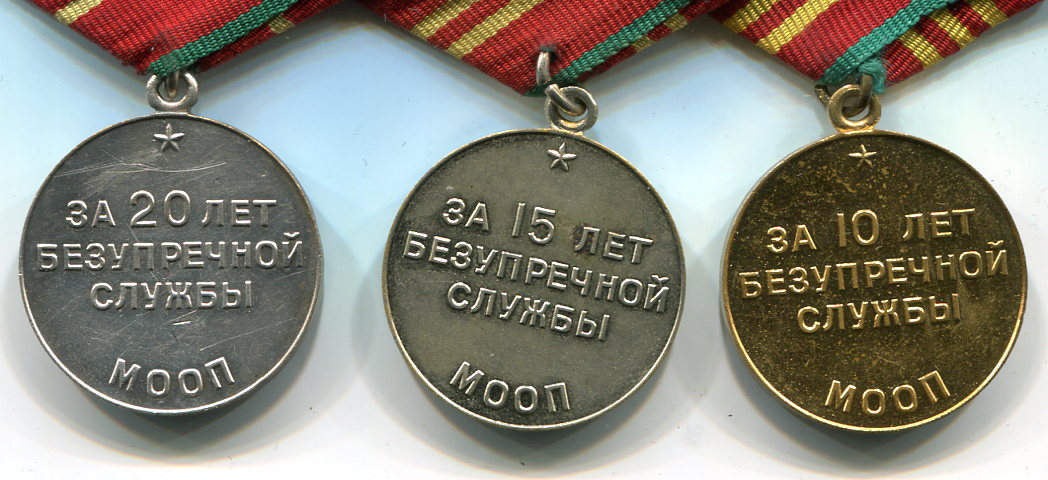 ЗА 20 ЛЕТ
БЕЗУПРЕЧНОЙ
СЛУЖБЫ
МООП
ЗА 15 ЛЕТ
БЕЗУПРЕЧНОЙ
СЛУЖБЫ
МООП
ЗА 10 ЛЕТ
БЕЗУПРЕЧНОЙ
СЛУЖБЫ
МООП